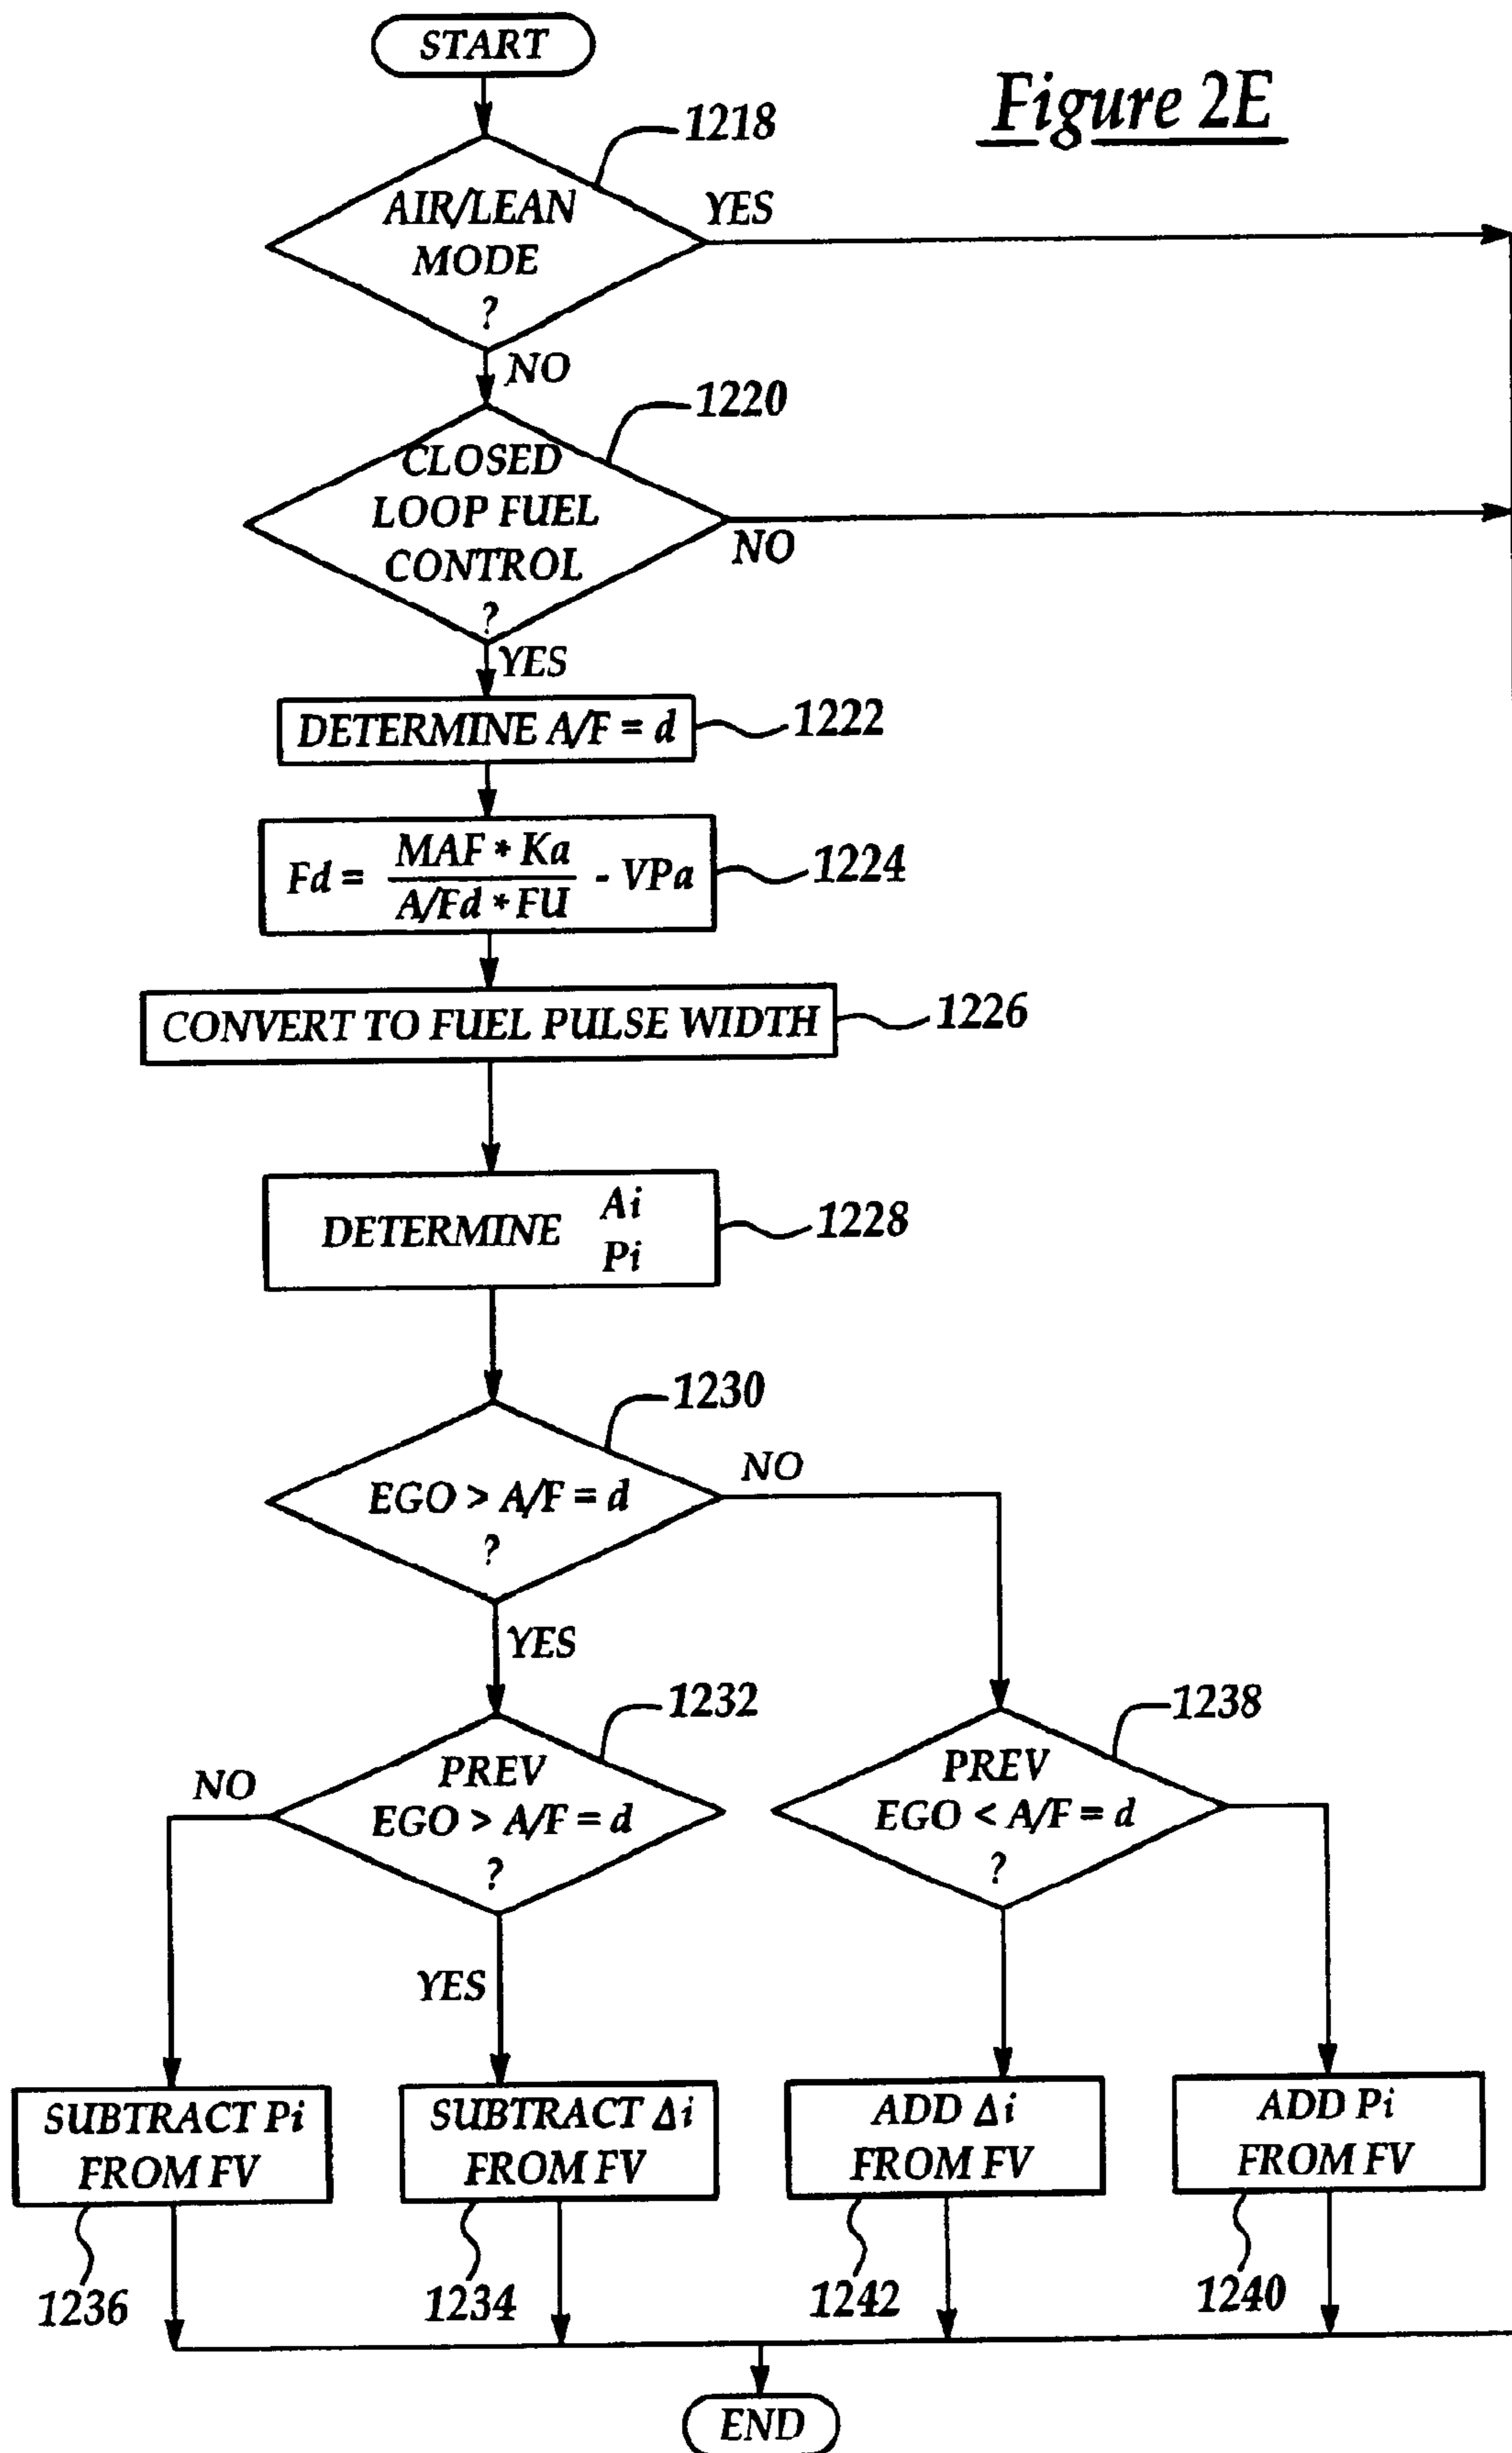 START
Figure 2E
1218
AIR/LEAN
MODE
?
YES
NO
1220
CLOSED
LOOP FUEL
CONTROL
?
NO
YES
DETERMINE A/F = d
1222
Fd = MAF * Ka
A/Fd * FU
- VPa
1224
CONVERT TO FUEL PULSE WIDTH
1226
DETERMINE
Ai
Pi
1228
1230
EGO > A/F = d
?
NO
YES
1232
PREV
EGO > A/F = d
?
NO
YES
1238
PREV
EGO < A/F = d
?
SUBTRACT Pi
FROM FV
1236
SUBTRACT Δi
FROM FV
1234
ADD Δi
FROM FV
1242
ADD Pi
FROM FV
1240
END